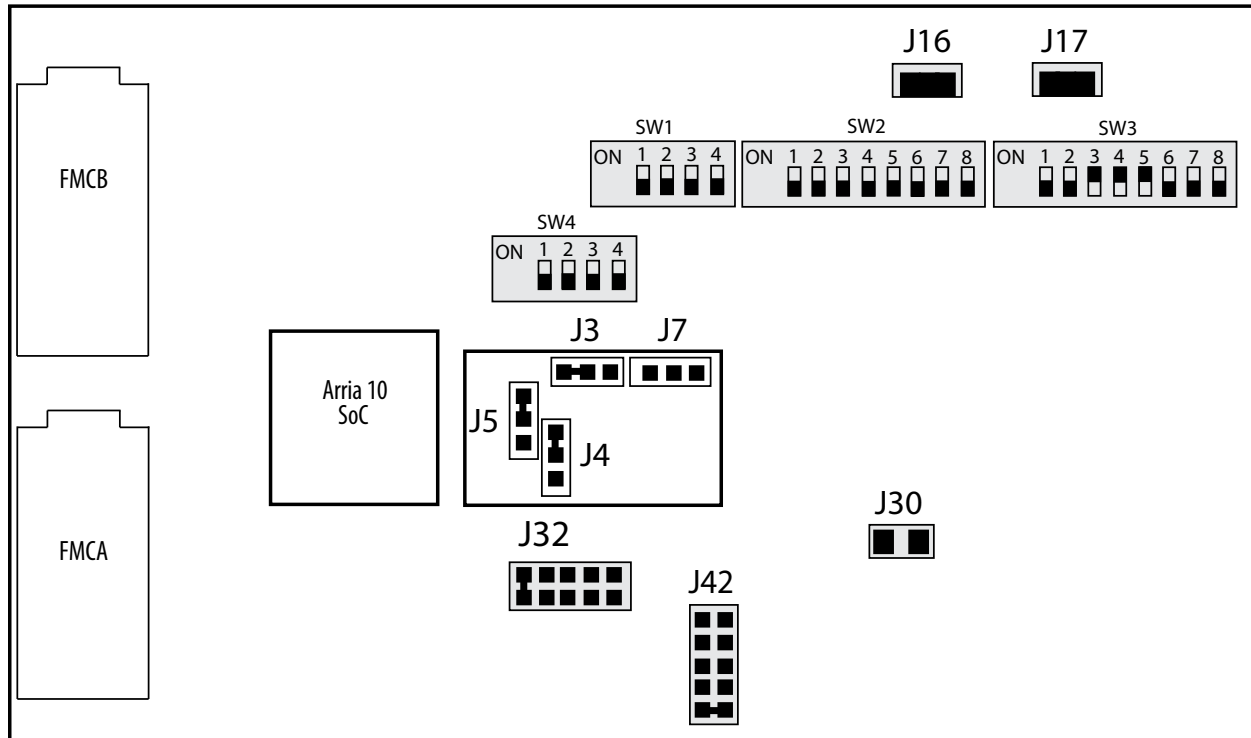 J16 J17
SW1 SW2 SW3
ON 1 2 3 4 ON 1 2 3 4 5 6 7 8 ON 1 2 3 4 5 6 7 8
FMCB
SW4
ON 1 2 3 4
J3 J7
Arria 10
SoC
J5
J4
J30
J32
FMCA
J42